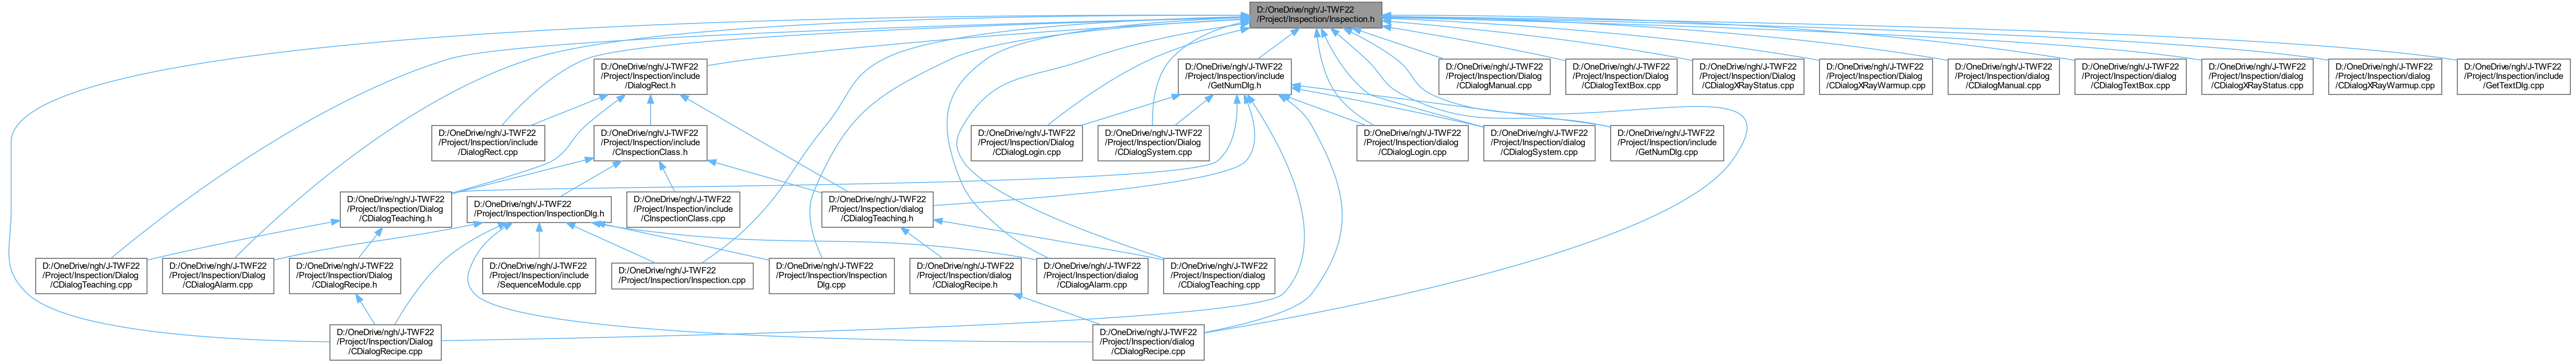 D:/OneDrive/ngh/J-TWF22
/Project/Inspection/Inspection.h
D:/OneDrive/ngh/J-TWF22
/Project/Inspection/include
/DialogRect.h
D:/OneDrive/ngh/J-TWF22
/Project/Inspection/include
/GetNumDlg.h
D:/OneDrive/ngh/J-TWF22
/Project/Inspection/Dialog
/CDialogManual.cpp
D:/OneDrive/ngh/J-TWF22
/Project/Inspection/Dialog
/CDialogTextBox.cpp
D:/OneDrive/ngh/J-TWF22
/Project/Inspection/Dialog
/CDialogXRayStatus.cpp
D:/OneDrive/ngh/J-TWF22
/Project/Inspection/Dialog
/CDialogXRayWarmup.cpp
D:/OneDrive/ngh/J-TWF22
/Project/Inspection/dialog
/CDialogManual.cpp
D:/OneDrive/ngh/J-TWF22
/Project/Inspection/dialog
/CDialogTextBox.cpp
D:/OneDrive/ngh/J-TWF22
/Project/Inspection/dialog
/CDialogXRayStatus.cpp
D:/OneDrive/ngh/J-TWF22
/Project/Inspection/dialog
/CDialogXRayWarmup.cpp
D:/OneDrive/ngh/J-TWF22
/Project/Inspection/include
/GetTextDlg.cpp
D:/OneDrive/ngh/J-TWF22
/Project/Inspection/include
/DialogRect.cpp
D:/OneDrive/ngh/J-TWF22
/Project/Inspection/include
/CInspectionClass.h
D:/OneDrive/ngh/J-TWF22
/Project/Inspection/Dialog
/CDialogLogin.cpp
D:/OneDrive/ngh/J-TWF22
/Project/Inspection/Dialog
/CDialogSystem.cpp
D:/OneDrive/ngh/J-TWF22
/Project/Inspection/dialog
/CDialogLogin.cpp
D:/OneDrive/ngh/J-TWF22
/Project/Inspection/dialog
/CDialogSystem.cpp
D:/OneDrive/ngh/J-TWF22
/Project/Inspection/include
/GetNumDlg.cpp
D:/OneDrive/ngh/J-TWF22
/Project/Inspection/Dialog
/CDialogTeaching.h
D:/OneDrive/ngh/J-TWF22
/Project/Inspection/InspectionDlg.h
D:/OneDrive/ngh/J-TWF22
/Project/Inspection/include
/CInspectionClass.cpp
D:/OneDrive/ngh/J-TWF22
/Project/Inspection/dialog
/CDialogTeaching.h
D:/OneDrive/ngh/J-TWF22
/Project/Inspection/Dialog
/CDialogTeaching.cpp
D:/OneDrive/ngh/J-TWF22
/Project/Inspection/Dialog
/CDialogAlarm.cpp
D:/OneDrive/ngh/J-TWF22
/Project/Inspection/Dialog
/CDialogRecipe.h
D:/OneDrive/ngh/J-TWF22
/Project/Inspection/include
/SequenceModule.cpp
D:/OneDrive/ngh/J-TWF22
/Project/Inspection/Inspection.cpp
D:/OneDrive/ngh/J-TWF22
/Project/Inspection/Inspection
Dlg.cpp
D:/OneDrive/ngh/J-TWF22
/Project/Inspection/dialog
/CDialogRecipe.h
D:/OneDrive/ngh/J-TWF22
/Project/Inspection/dialog
/CDialogAlarm.cpp
D:/OneDrive/ngh/J-TWF22
/Project/Inspection/dialog
/CDialogTeaching.cpp
D:/OneDrive/ngh/J-TWF22
/Project/Inspection/Dialog
/CDialogRecipe.cpp
D:/OneDrive/ngh/J-TWF22
/Project/Inspection/dialog
/CDialogRecipe.cpp